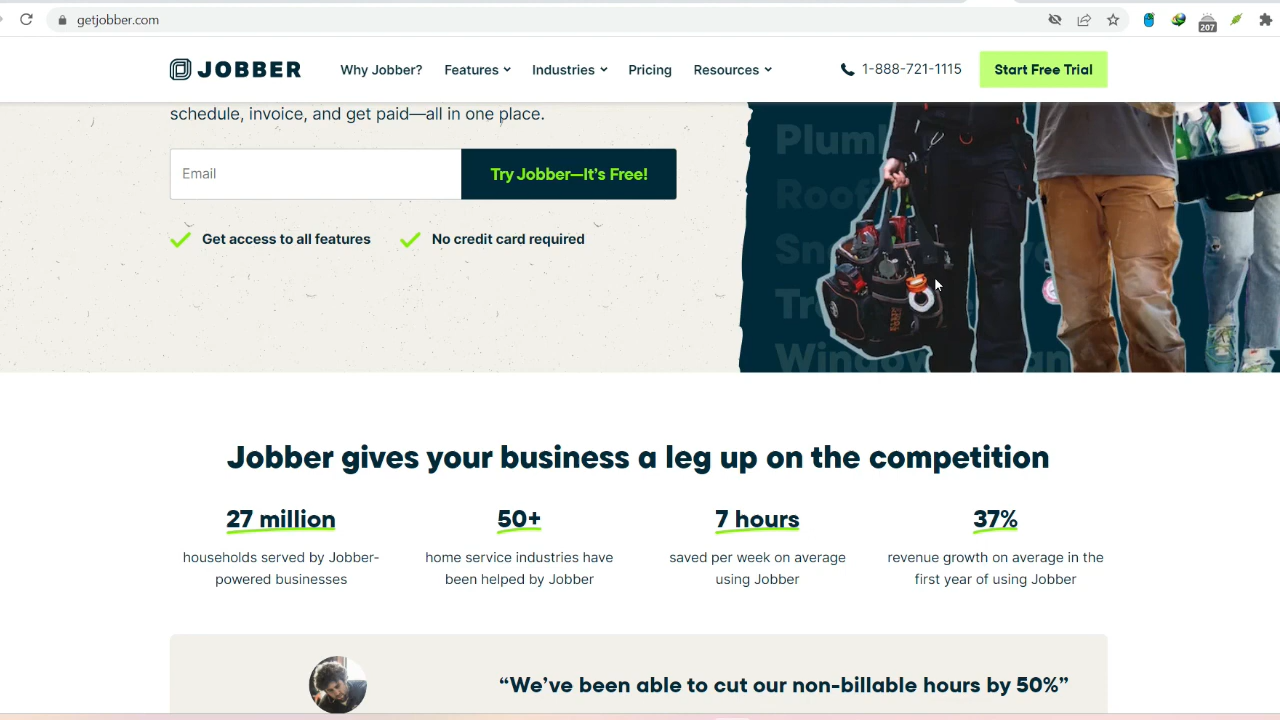 getjobber.com
207
JOBBER
Why Jobber? Features Industries Pricing Resources 1-888-721-1115 Start Free Trial
schedule, invoice, and get paid—all in one place.
Email
Try Jobber—It's Free!
Get access to all features
No credit card required
Jobber gives your business a leg up on the competition
27 million
households served by Jobber-
powered businesses
50+
home service industries have
been helped by Jobber
7 hours
saved per week on average
using Jobber
37%
revenue growth on average in the
first year of using Jobber
“We’ve been able to cut our non-billable hours by 50%”